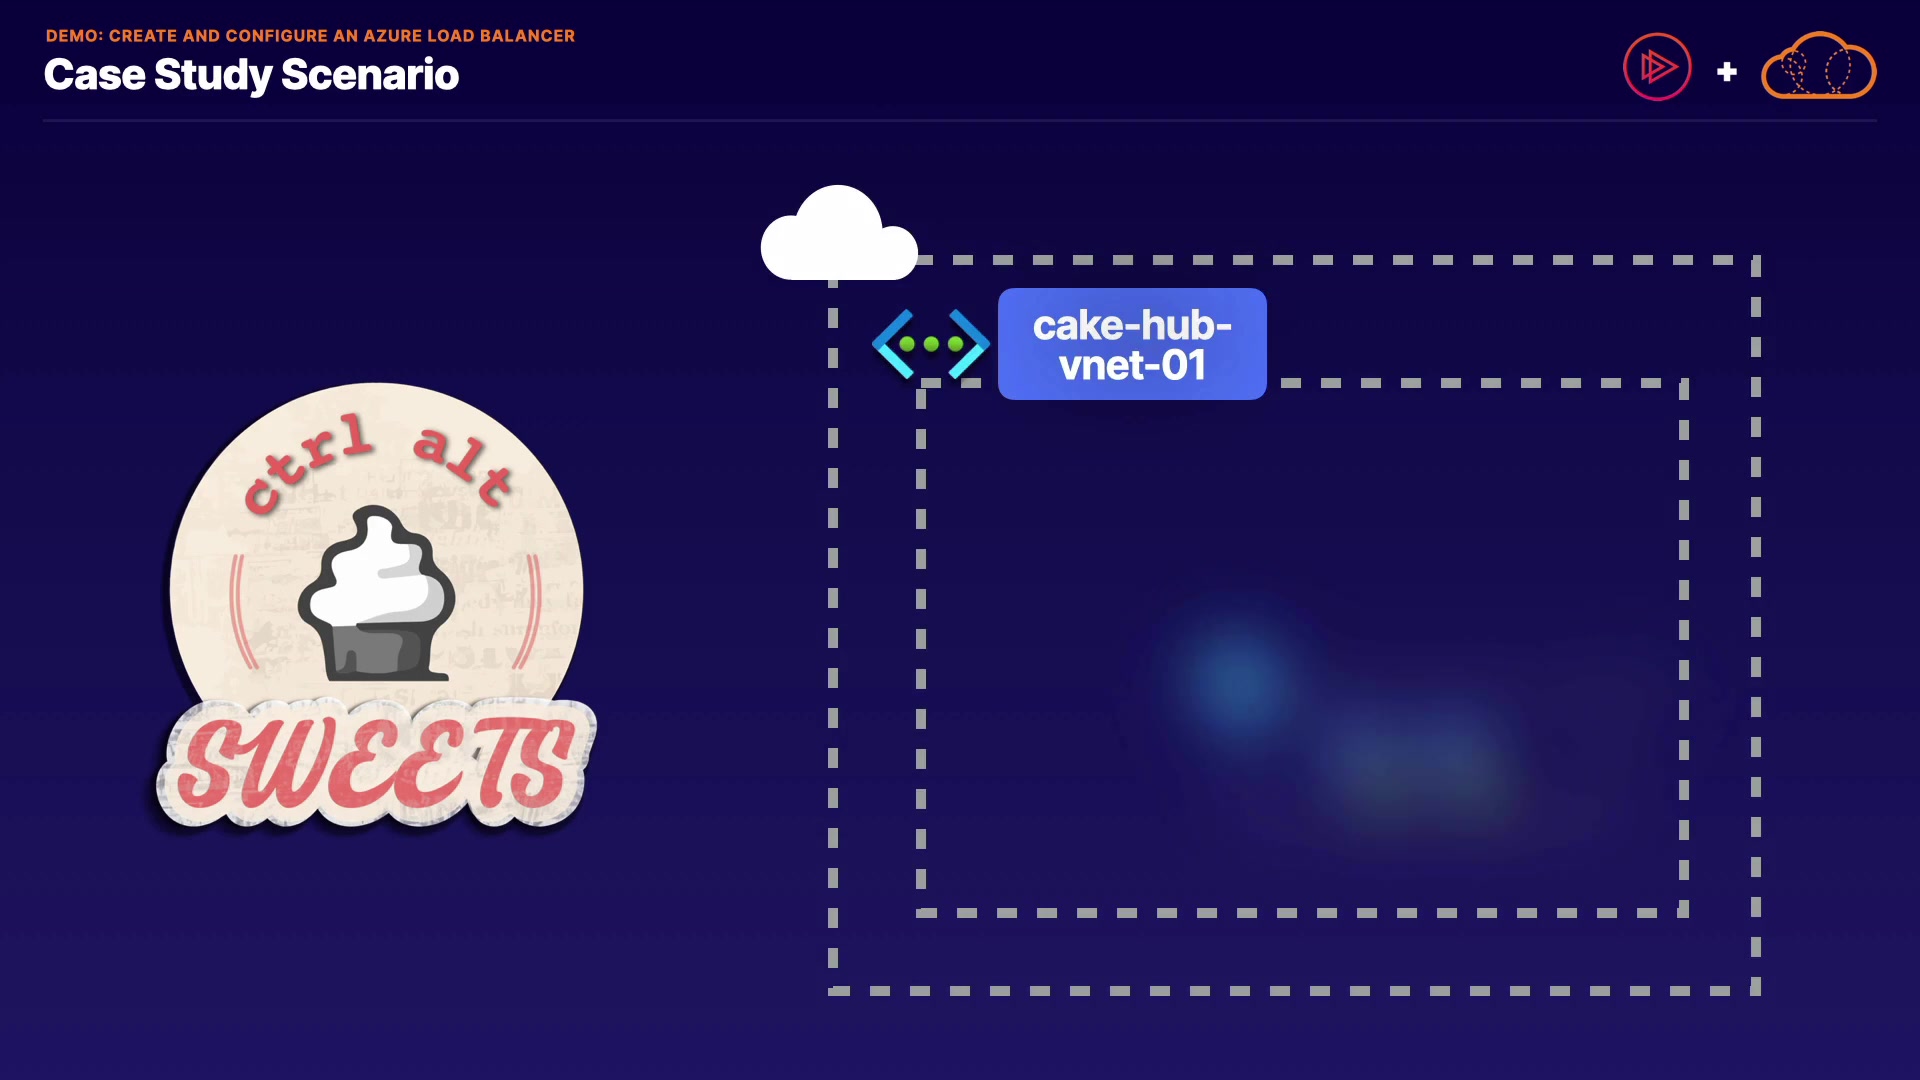 DEMO: CREATE AND CONFIGURE AN AZURE LOAD BALANCER
Case Study Scenario
cake-hub-
vnet-01
ctrl alt
SWEETS